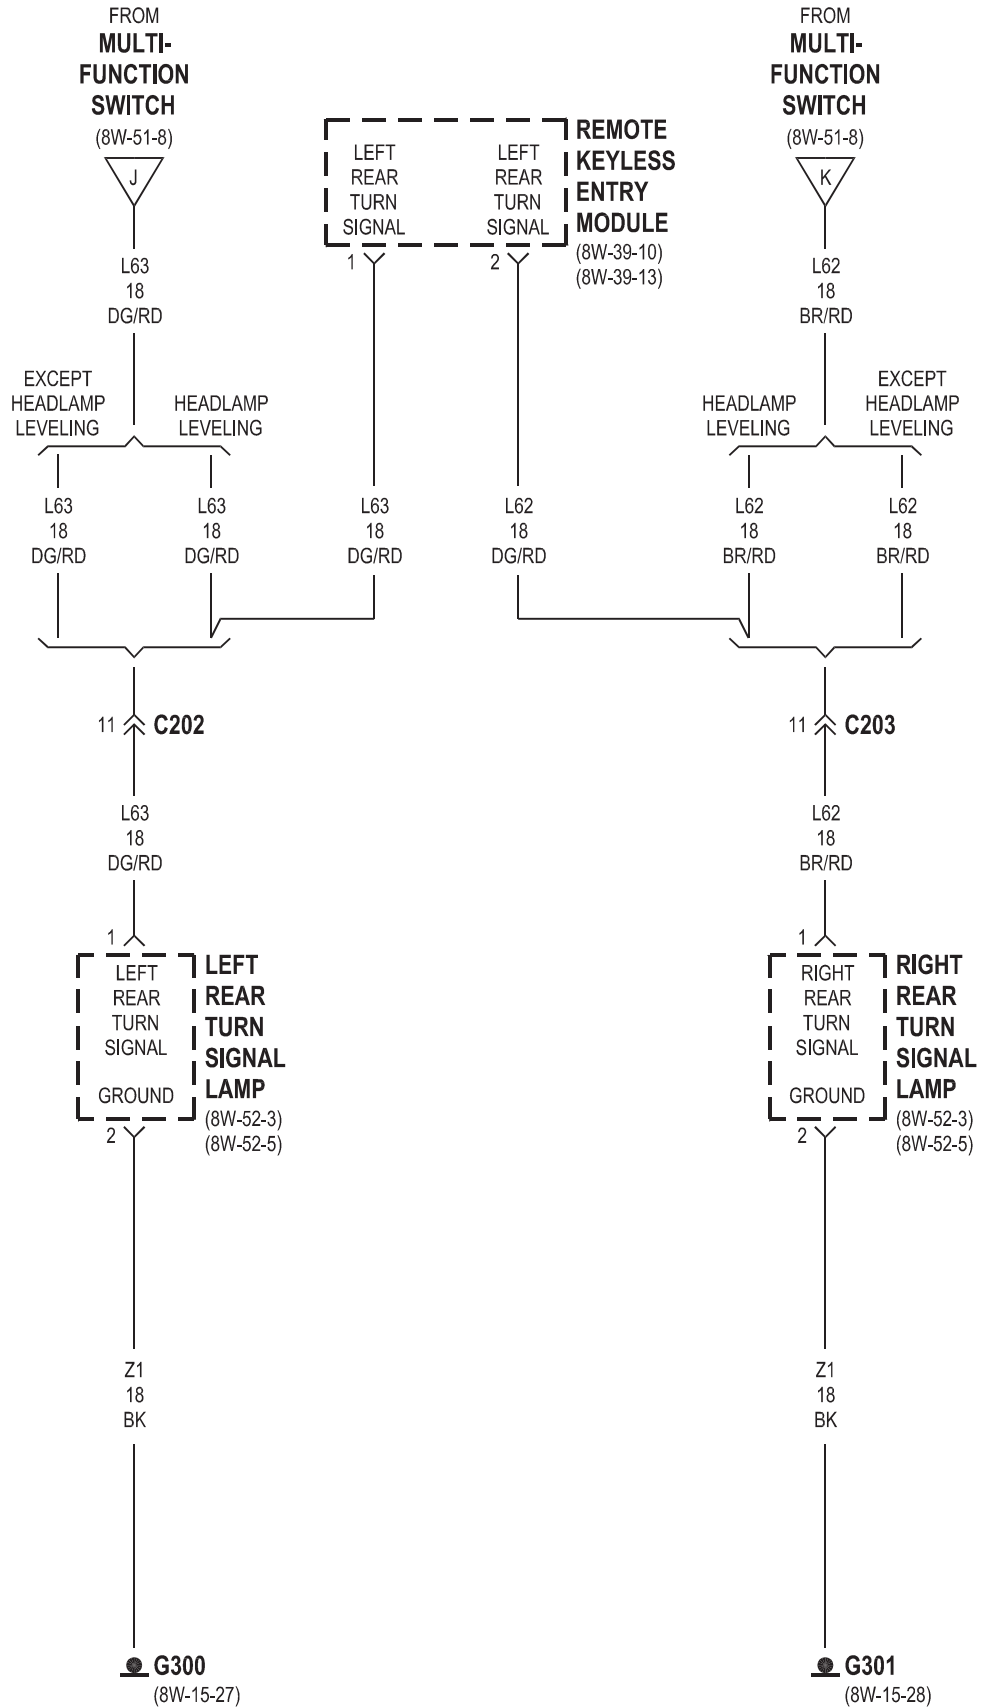 FROM
MULTI-
FUNCTION
SWITCH
(8W-51-8)
J
L63
18
DG/RD
EXCEPT
HEADLAMP
LEVELING
HEADLAMP
LEVELING
L63
18
DG/RD
L63
18
DG/RD
LEFT
REAR
TURN
SIGNAL
LEFT
REAR
TURN
SIGNAL
REMOTE
KEYLESS
ENTRY
MODULE
(8W-39-10)
(8W-39-13)
1
2
L63
18
DG/RD
L62
18
DG/RD
FROM
MULTI-
FUNCTION
SWITCH
(8W-51-8)
K
L62
18
BR/RD
HEADLAMP
LEVELING
EXCEPT
HEADLAMP
LEVELING
L62
18
BR/RD
L62
18
BR/RD
11
C202
L63
18
DG/RD
1
LEFT
REAR
TURN
SIGNAL
GROUND
LEFT
REAR
TURN
SIGNAL
LAMP
(8W-52-3)
(8W-52-5)
2
Z1
18
BK
G300
(8W-15-27)
11
C203
L62
18
BR/RD
1
RIGHT
REAR
TURN
SIGNAL
GROUND
RIGHT
REAR
TURN
SIGNAL
LAMP
(8W-52-3)
(8W-52-5)
2
Z1
18
BK
G301
(8W-15-28)